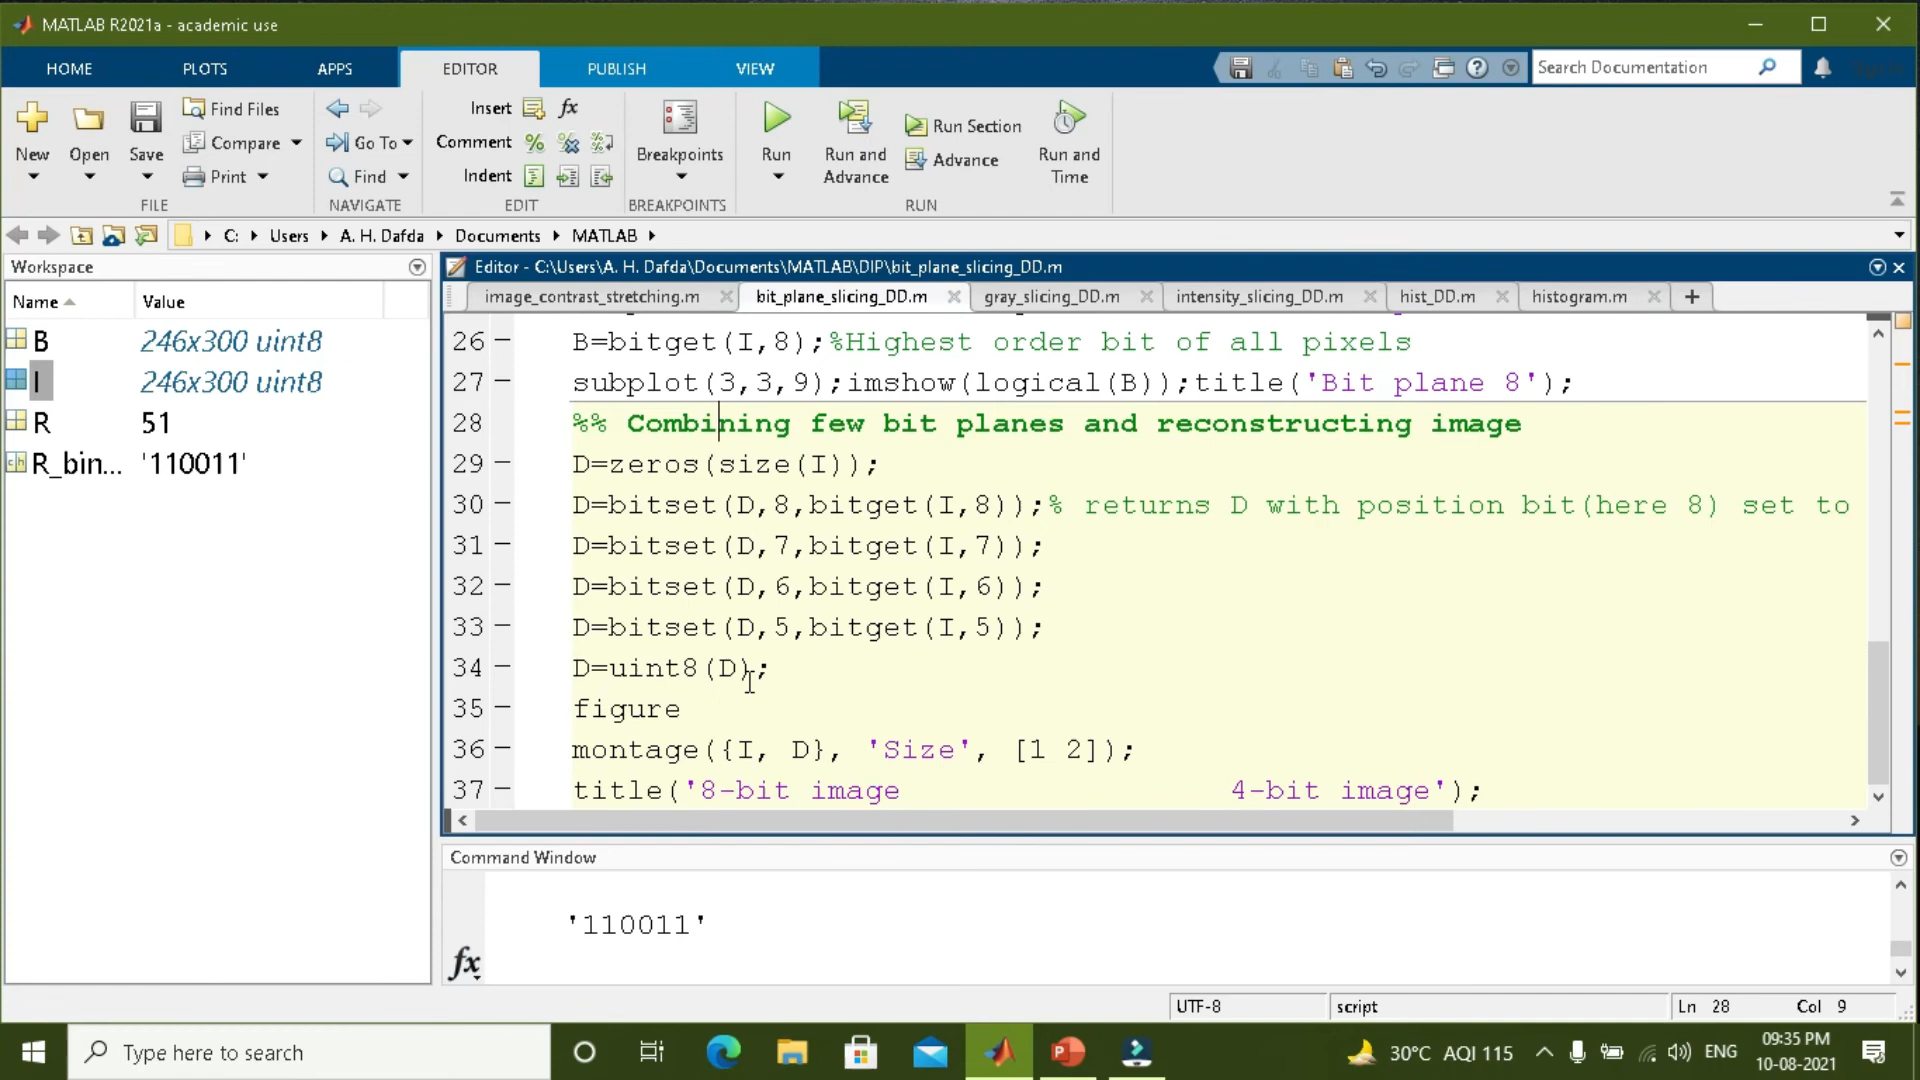 MATLAB R2021a - academic use
HOME PLOTS APPS EDITOR PUBLISH VIEW Search Documentation
New Open Save Find Files Compare Print FILE
Go To Find NAVIGATE
Insert fx Comment Indent EDIT
Breakpoints BREAKPOINTS
Run Run and Advance Run Section Advance Run and Time RUN
C: Users A. H. Dafda Documents MATLAB
Workspace
Name Value
B 246x300 uint8
I 246x300 uint8
R 51
R_bin... '110011'
Editor - C:\Users\A. H. Dafda\Documents\MATLAB\DIP\bit_plane_slicing_DD.m
image_contrast_stretching.m bit_plane_slicing_DD.m gray_slicing_DD.m intensity_slicing_DD.m hist_DD.m histogram.m
26 B=bitget(I,8);%Highest order bit of all pixels
27 subplot(3,3,9);imshow(logical(B));title('Bit plane 8');
28 %% Combining few bit planes and reconstructing image
29 D=zeros(size(I));
30 D=bitset(D,8,bitget(I,8));% returns D with position bit(here 8) set to
31 D=bitset(D,7,bitget(I,7));
32 D=bitset(D,6,bitget(I,6));
33 D=bitset(D,5,bitget(I,5));
34 D=uint8(D);
35 figure
36 montage({I, D}, 'Size', [1 2]);
37 title('8-bit image 4-bit image');
Command Window
'110011'
fx
UTF-8 script Ln 28 Col 9
Type here to search 30°C AQI 115 ENG 09:35 PM
10-08-2021